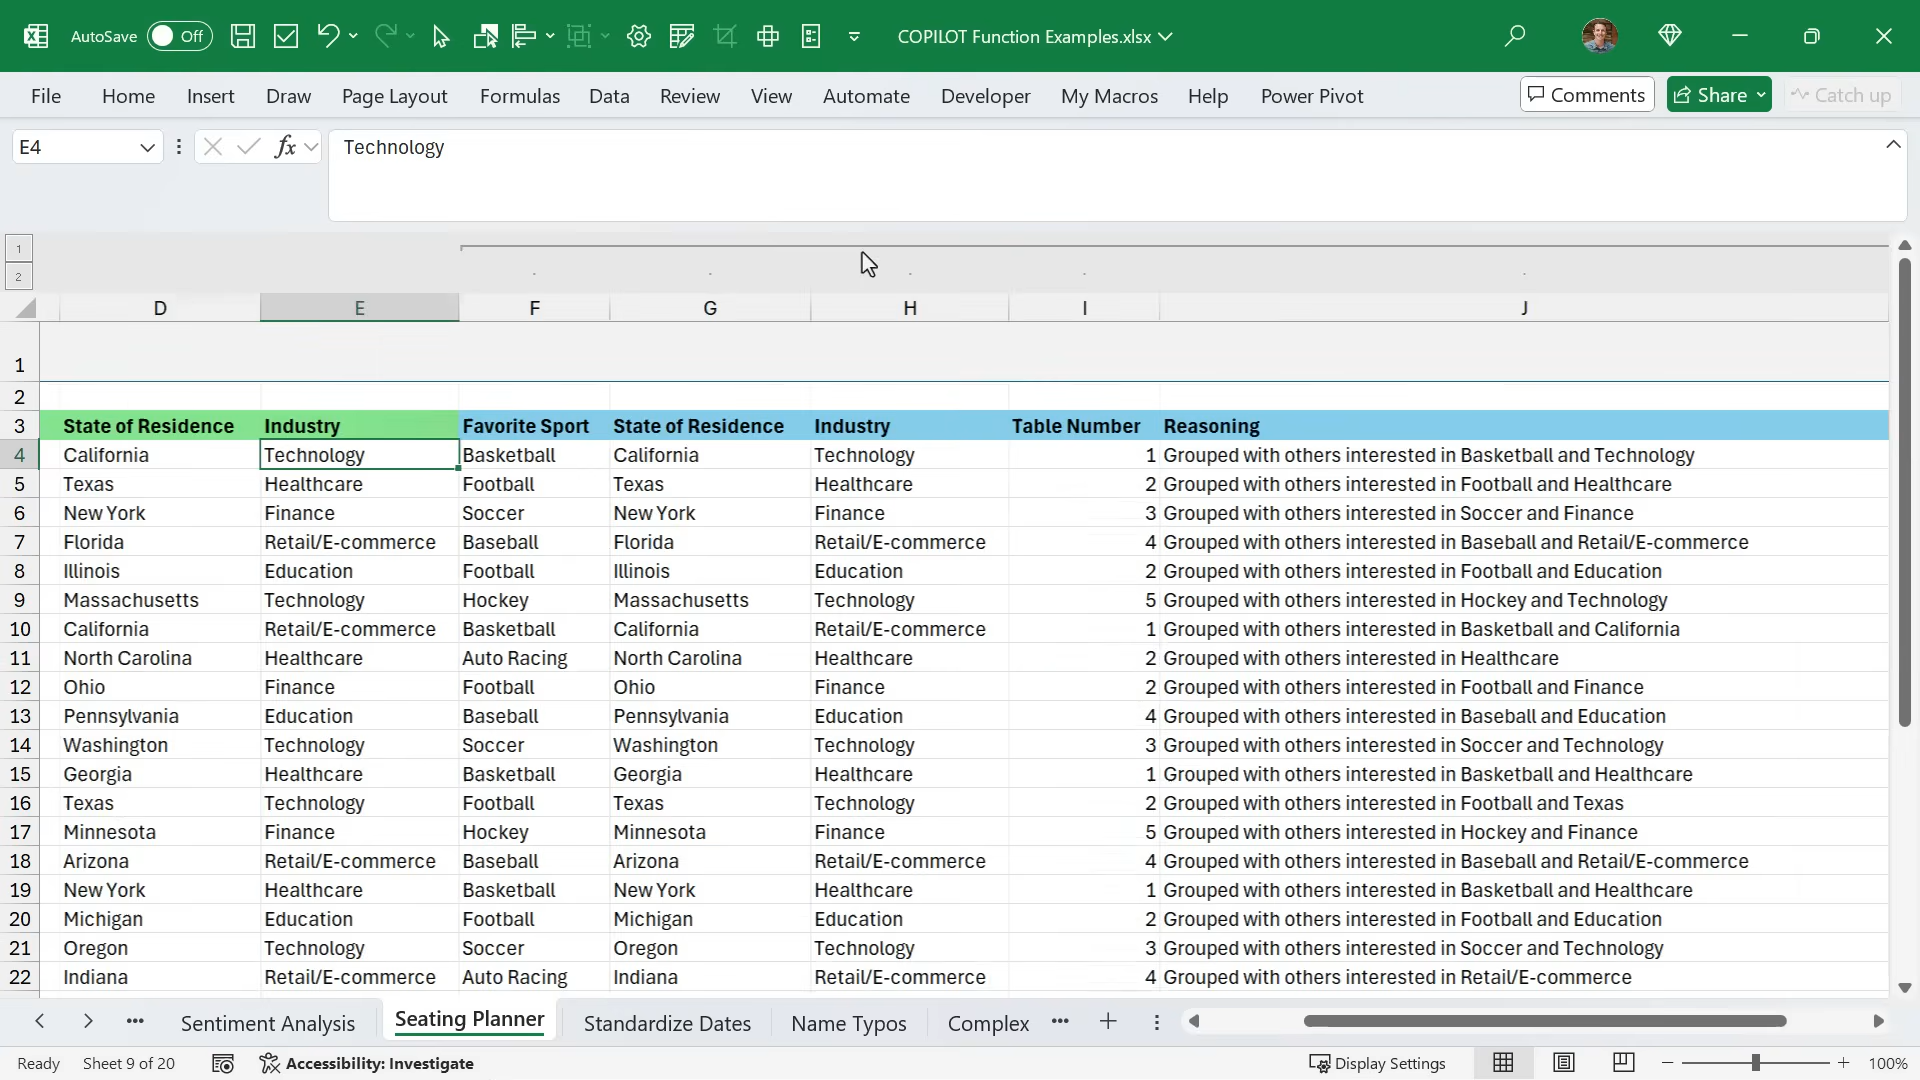 AutoSave Off COPILOT Function Examples.xlsx
File Home Insert Draw Page Layout Formulas Data Review View Automate Developer My Macros Help Power Pivot Comments Share Catch up
E4 fx Technology
1
2
D E F G H I J
1
2
3 State of Residence Industry Favorite Sport State of Residence Industry Table Number Reasoning
4 California Technology Basketball California Technology 1 Grouped with others interested in Basketball and Technology
5 Texas Healthcare Football Texas Healthcare 2 Grouped with others interested in Football and Healthcare
6 New York Finance Soccer New York Finance 3 Grouped with others interested in Soccer and Finance
7 Florida Retail/E-commerce Baseball Florida Retail/E-commerce 4 Grouped with others interested in Baseball and Retail/E-commerce
8 Illinois Education Football Illinois Education 2 Grouped with others interested in Football and Education
9 Massachusetts Technology Hockey Massachusetts Technology 5 Grouped with others interested in Hockey and Technology
10 California Retail/E-commerce Basketball California Retail/E-commerce 1 Grouped with others interested in Basketball and California
11 North Carolina Healthcare Auto Racing North Carolina Healthcare 2 Grouped with others interested in Healthcare
12 Ohio Finance Football Ohio Finance 2 Grouped with others interested in Football and Finance
13 Pennsylvania Education Baseball Pennsylvania Education 4 Grouped with others interested in Baseball and Education
14 Washington Technology Soccer Washington Technology 3 Grouped with others interested in Soccer and Technology
15 Georgia Healthcare Basketball Georgia Healthcare 1 Grouped with others interested in Basketball and Healthcare
16 Texas Technology Football Texas Technology 2 Grouped with others interested in Football and Texas
17 Minnesota Finance Hockey Minnesota Finance 5 Grouped with others interested in Hockey and Finance
18 Arizona Retail/E-commerce Baseball Arizona Retail/E-commerce 4 Grouped with others interested in Baseball and Retail/E-commerce
19 New York Healthcare Basketball New York Healthcare 1 Grouped with others interested in Basketball and Healthcare
20 Michigan Education Football Michigan Education 2 Grouped with others interested in Football and Education
21 Oregon Technology Soccer Oregon Technology 3 Grouped with others interested in Soccer and Technology
22 Indiana Retail/E-commerce Auto Racing Indiana Retail/E-commerce 4 Grouped with others interested in Retail/E-commerce
Sentiment Analysis Seating Planner Standardize Dates Name Typos Complex
Ready Sheet 9 of 20 Accessibility: Investigate Display Settings 100%